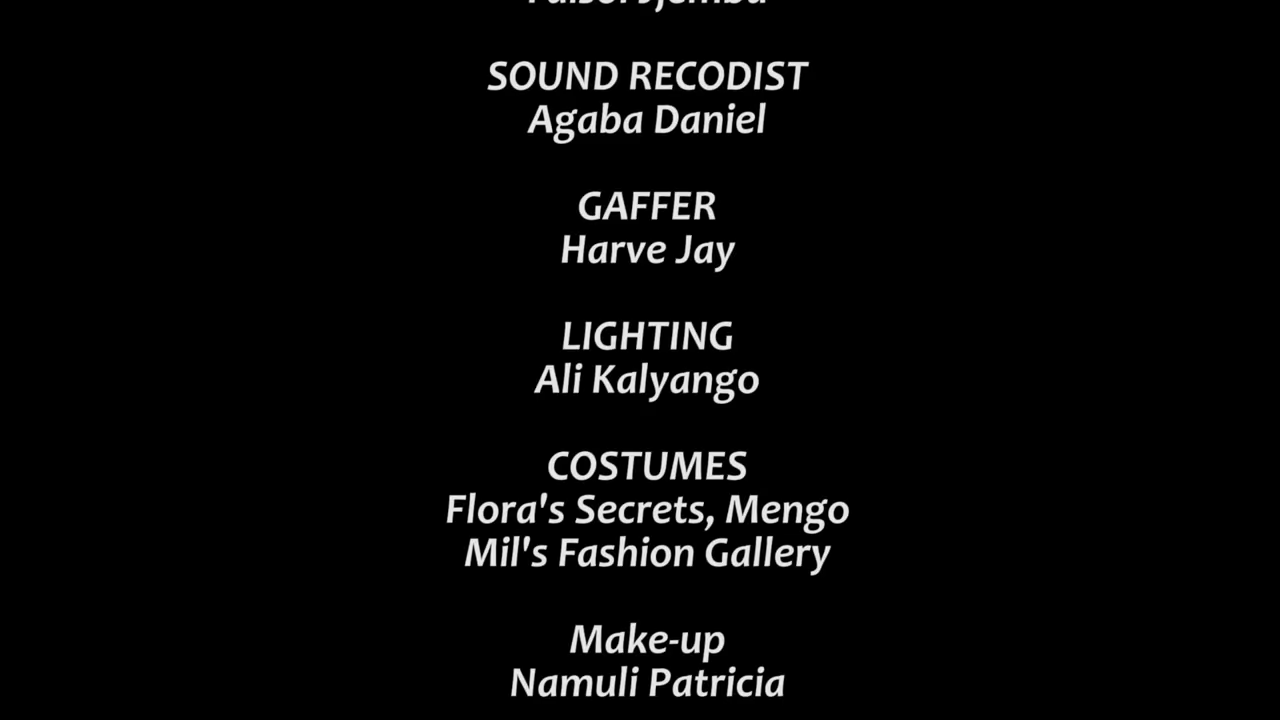 SOUND RECODIST
Agaba Daniel
GAFFER
Harve Jay
LIGHTING
Ali Kalyango
COSTUMES
Flora's Secrets, Mengo
Mil's Fashion Gallery
Make-up
Namuli Patricia